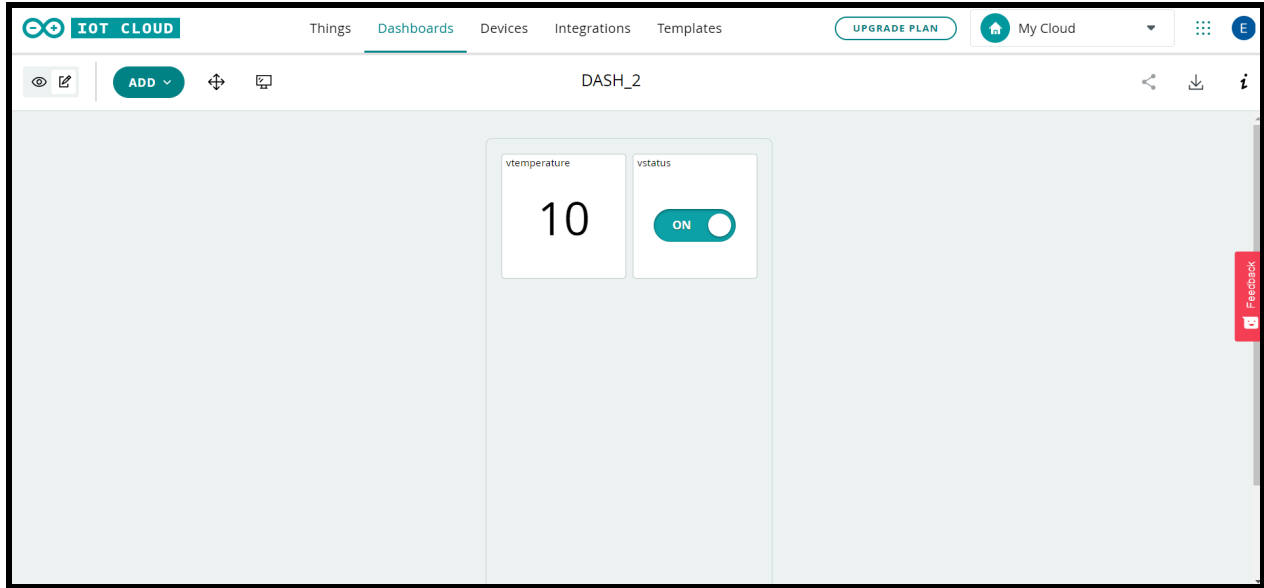 IOT CLOUD Things Dashboards Devices Integrations Templates UPGRADE PLAN My Cloud E
ADD DASH_2 i
vtemperature vstatus
10 ON
Feedback